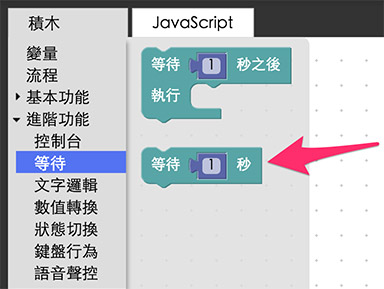 積木
JavaScript
變量
流程
基本功能
進階功能
控制台
等待
文字邏輯
數值轉換
狀態切換
鍵盤行為
語音聲控
等待 1 秒之後
執行
等待 1 秒